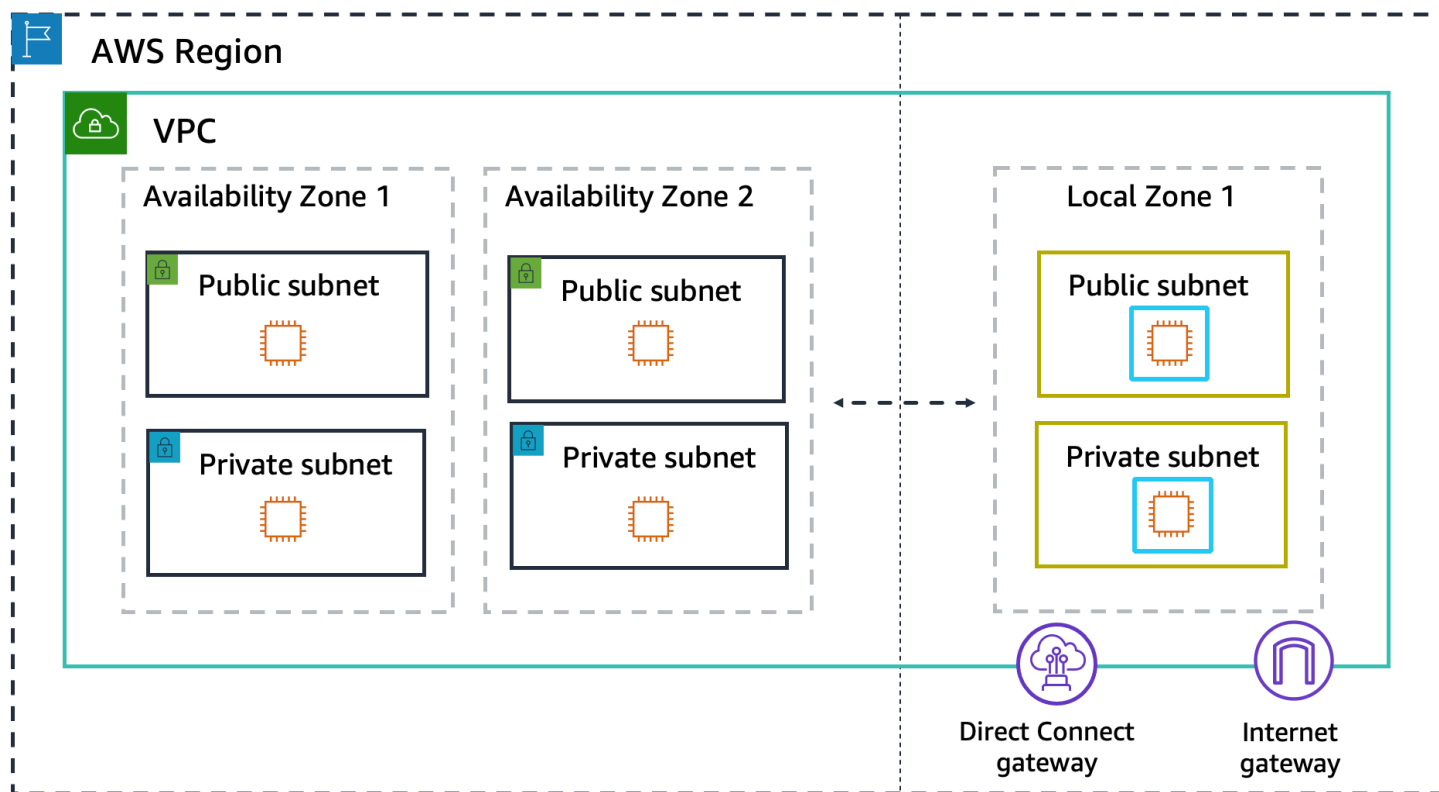 AWS Region
VPC
Availability Zone 1
Public subnet
Private subnet
Availability Zone 2
Public subnet
Private subnet
Local Zone 1
Public subnet
Private subnet
Direct Connect
gateway
Internet
gateway